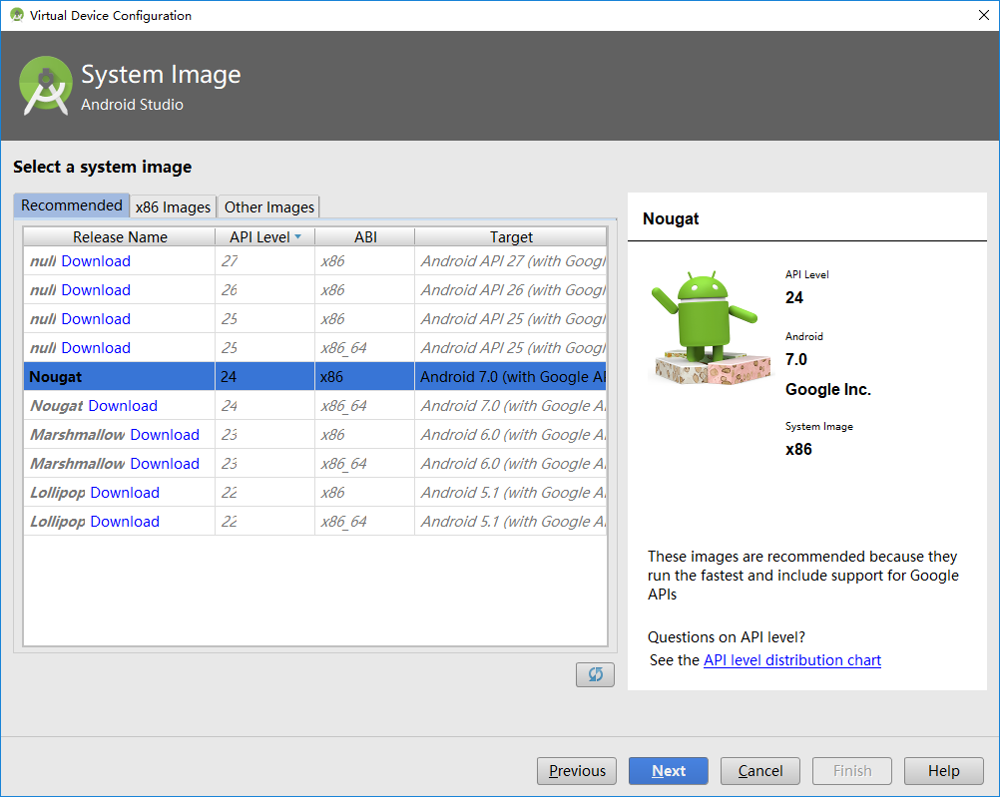 Virtual Device Configuration
System Image
Android Studio
Select a system image
Recommended x86 Images Other Images
Release Name API Level ABI Target
null Download 27 x86 Android API 27 (with Googl
null Download 26 x86 Android API 26 (with Googl
null Download 25 x86 Android API 25 (with Googl
null Download 25 x86_64 Android API 25 (with Googl
Nougat 24 x86 Android 7.0 (with Google AP
Nougat Download 24 x86_64 Android 7.0 (with Google A
Marshmallow Download 23 x86 Android 6.0 (with Google A
Marshmallow Download 23 x86_64 Android 6.0 (with Google A
Lollipop Download 22 x86 Android 5.1 (with Google A
Lollipop Download 22 x86_64 Android 5.1 (with Google A
Nougat
API Level
24
Android
7.0
Google Inc.
System Image
x86
These images are recommended because they
run the fastest and include support for Google
APIs
Questions on API level?
See the API level distribution chart
Previous Next Cancel Finish Help